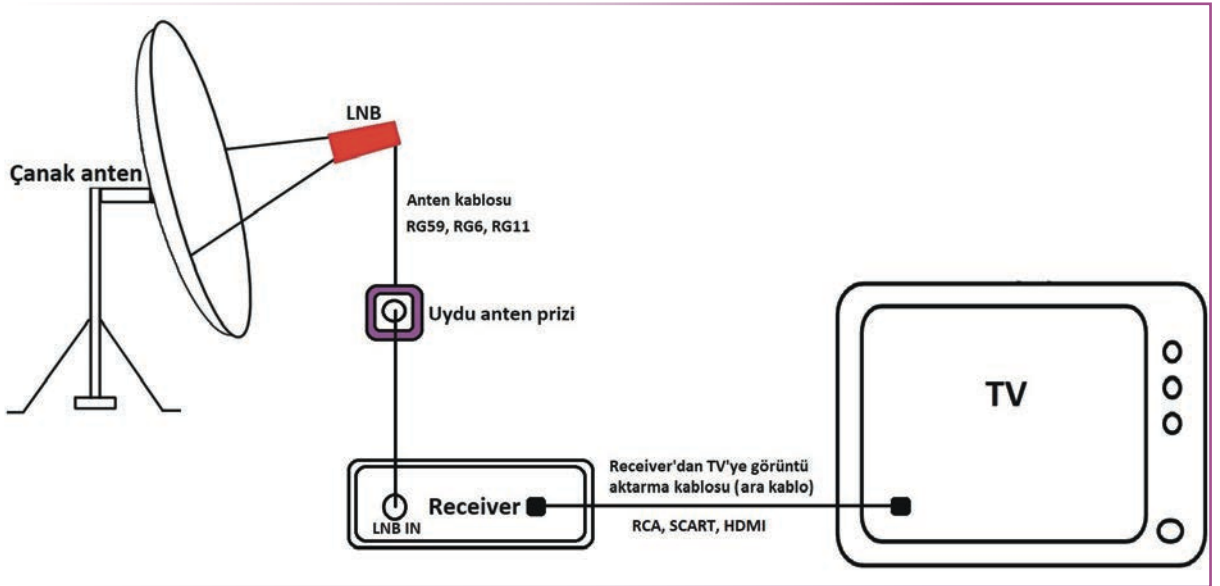 LNB
Çanak anten
Anten kablosu
RG59, RG6, RG11
Uydu anten prizi
TV
Receiver'dan TV'ye görüntü
aktarma kablosu (ara kablo)
Receiver
LNB IN
RCA, SCART, HDMI